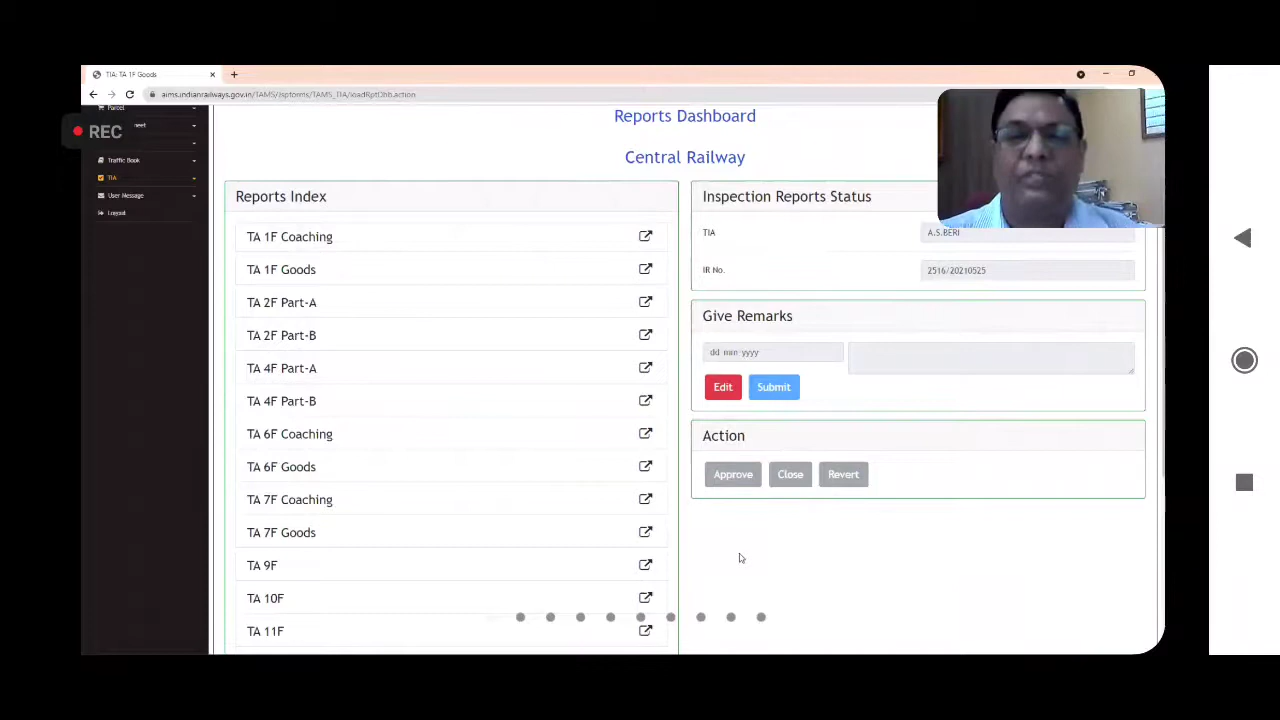 TIA: TA 1F Goods
aims.indianrailways.gov.in/TAMS/jspforms/TAMS_TIA/loadRptDbb.action
Parcel
REC
Traffic Book
TIA
User Message
Logout
Reports Dashboard
Central Railway
Reports Index
TA 1F Coaching
TA 1F Goods
TA 2F Part-A
TA 2F Part-B
TA 4F Part-A
TA 4F Part-B
TA 6F Coaching
TA 6F Goods
TA 7F Coaching
TA 7F Goods
TA 9F
TA 10F
TA 11F
Inspection Reports Status
TIA
A.S.BERI
IR No.
2516/20210525
Give Remarks
dd-mm-yyyy
Edit Submit
Action
Approve Close Revert